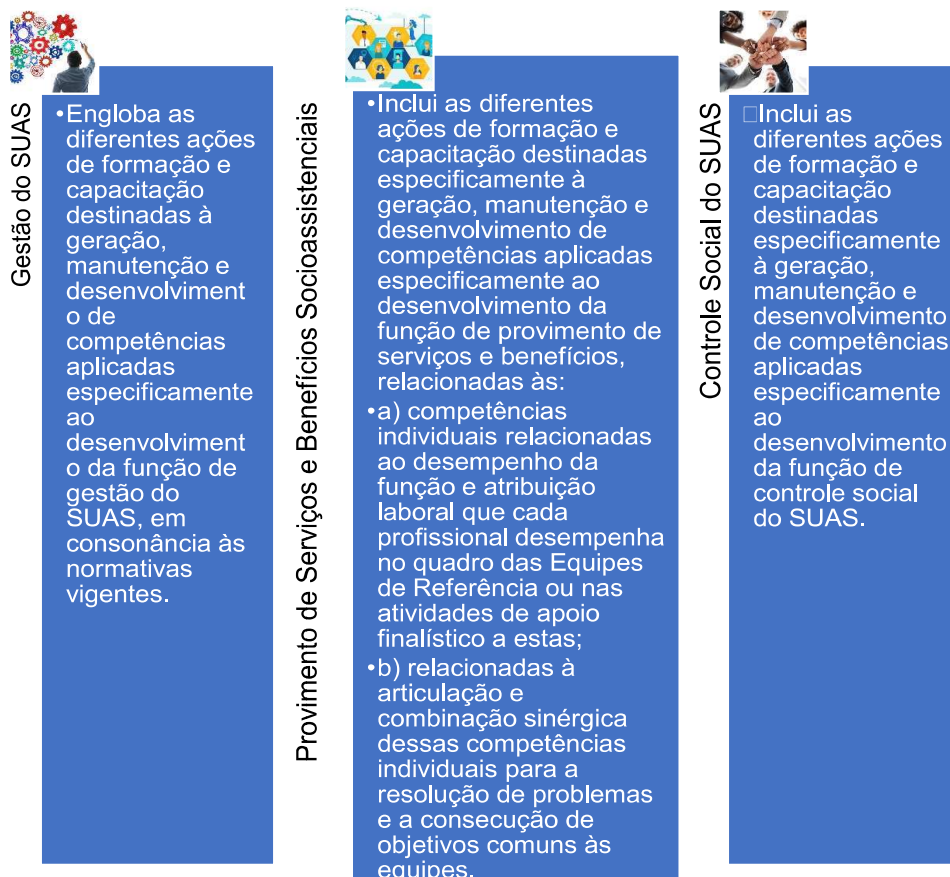 Gestão do SUAS
•Engloba as
diferentes ações
de formação e
capacitação
destinadas à
geração,
manutenção e
desenvolviment
o de
competências
aplicadas
especificamente
ao
desenvolviment
o da função de
gestão do
SUAS, em
consonância às
normativas
vigentes.
Provimento de Serviços e Benefícios Socioassistenciais
•Inclui as diferentes
ações de formação e
capacitação destinadas
especificamente à
geração, manutenção e
desenvolvimento de
competências aplicadas
especificamente ao
desenvolvimento da
função de provimento de
serviços e benefícios,
relacionadas às:
•a) competências
individuais relacionadas
ao desempenho da
função e atribuição
laboral que cada
profissional desempenha
no quadro das Equipes
de Referência ou nas
atividades de apoio
finalístico a estas;
•b) relacionadas à
articulação e
combinação sinérgica
dessas competências
individuais para a
resolução de problemas
e a consecução de
objetivos comuns às
equipes.
Controle Social do SUAS
□Inclui as
diferentes ações
de formação e
capacitação
destinadas
especificamente
à geração,
manutenção e
desenvolvimento
de competências
aplicadas
especificamente
ao
desenvolvimento
da função de
controle social
do SUAS.